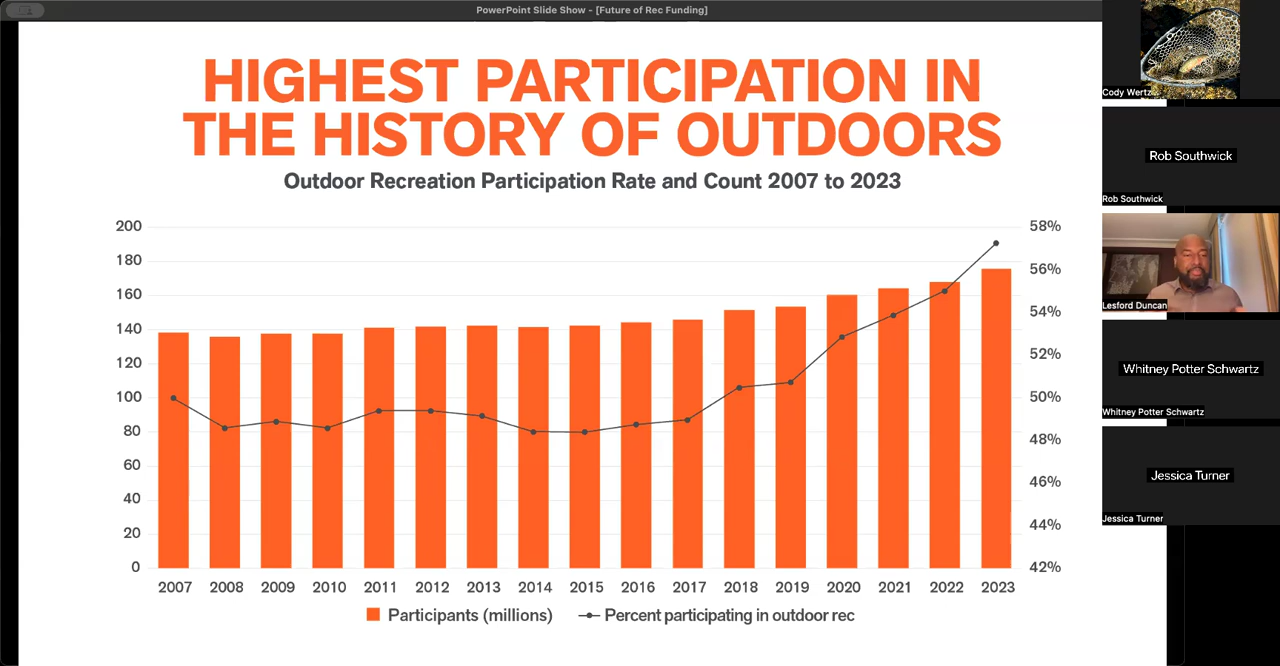 PowerPoint Slide Show - [Future of Rec Funding]
HIGHEST PARTICIPATION IN
THE HISTORY OF OUTDOORS
Outdoor Recreation Participation Rate and Count 2007 to 2023
200
180
160
140
120
100
80
60
40
20
0
58%
56%
54%
52%
50%
48%
46%
44%
42%
2007 2008 2009 2010 2011 2012 2013 2014 2015 2016 2017 2018 2019 2020 2021 2022 2023
Participants (millions) Percent participating in outdoor rec
Cody Wertz
Rob Southwick
Rob Southwick
Lesford Duncan
Whitney Potter Schwartz
Whitney Potter Schwartz
Jessica Turner
Jessica Turner